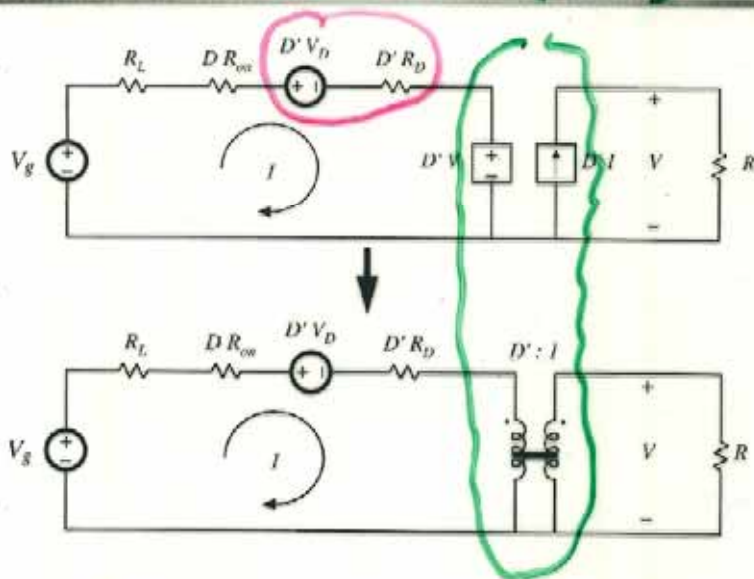 R_L D R_on D' V_D D' R_D
+ -
V_g + - I D' V + - D' I + V - R
R_L D R_on D' V_D D' R_D D' : 1
+ -
V_g + - I + V - R